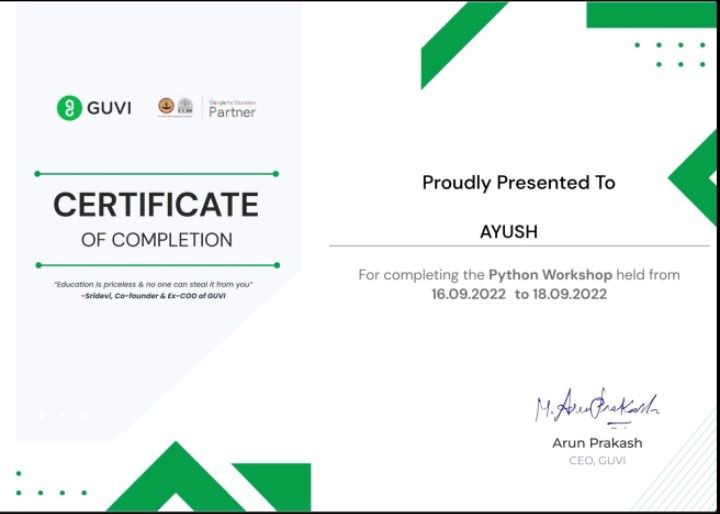 GUVI
Google for Education
Partner
CERTIFICATE
OF COMPLETION
"Education is priceless & no one can steal it from you"
-Sridevi, Co-founder & Ex-COO of GUVI
Proudly Presented To
AYUSH
For completing the Python Workshop held from
16.09.2022 to 18.09.2022
M. Arun Prakash
Arun Prakash
CEO, GUVI